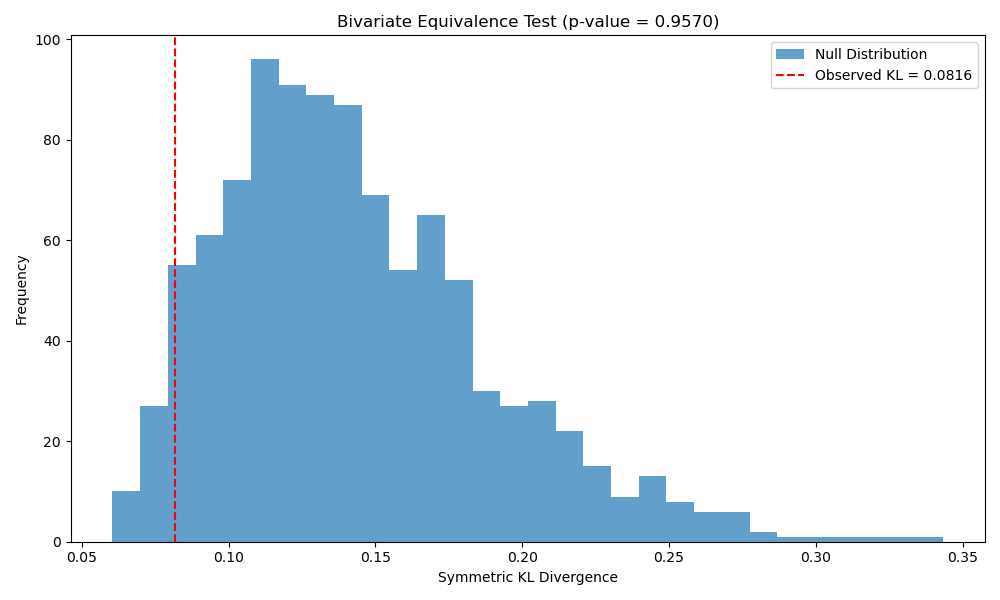 Bivariate Equivalence Test (p-value = 0.9570)
Null Distribution
Observed KL = 0.0816
100
80
60
40
20
0
Frequency
0.05 0.10 0.15 0.20 0.25 0.30 0.35
Symmetric KL Divergence